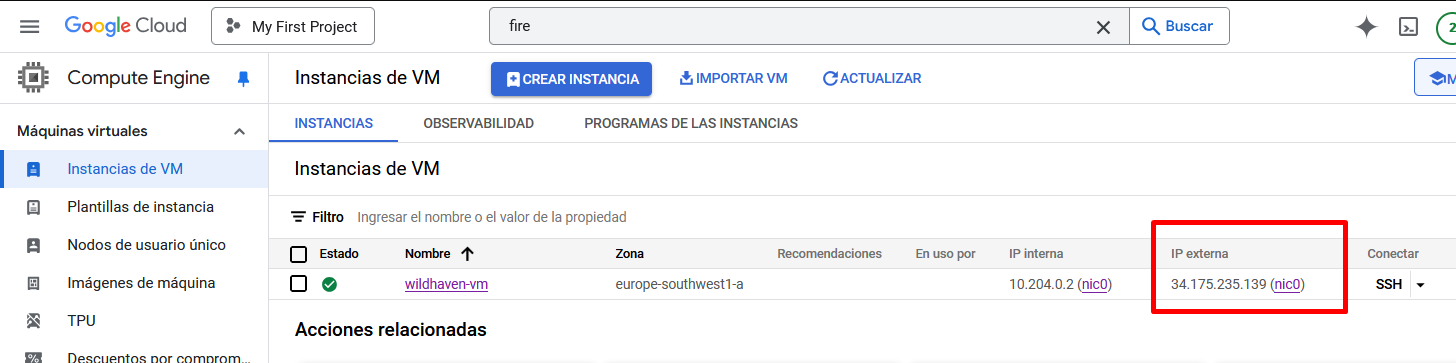 Google Cloud My First Project fire Buscar
Compute Engine Instancias de VM CREAR INSTANCIA IMPORTAR VM ACTUALIZAR
Máquinas virtuales INSTANCIAS OBSERVABILIDAD PROGRAMAS DE LAS INSTANCIAS
Instancias de VM
Plantillas de instancia
Nodos de usuario único
Imágenes de máquina
TPU
Descuentos por comprom...
Instancias de VM
Filtro Ingresar el nombre o el valor de la propiedad
Estado Nombre Zona Recomendaciones En uso por IP interna IP externa Conectar
wildhaven-vm europe-southwest1-a 10.204.0.2 (nic0) 34.175.235.139 (nic0) SSH
Acciones relacionadas